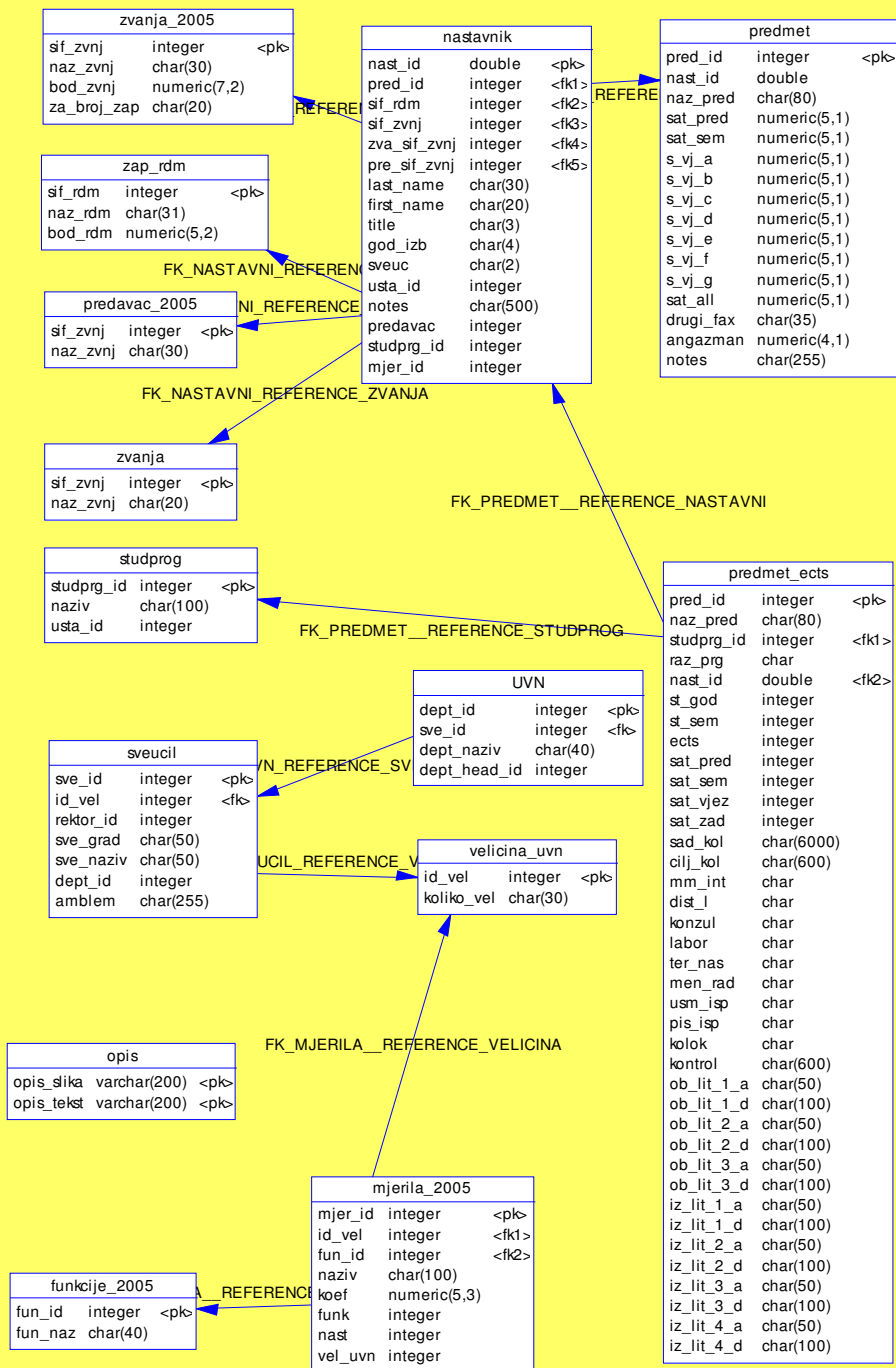 zvanja_2005
sif_zvnj integer <pk>
naz_zvnj char(30)
bod_zvnj numeric(7,2)
za_broj_zap char(20)
nastavnik
nast_id double <pk>
pred_id integer <fk1>
sif_rdm integer <fk2>
sif_zvnj integer <fk3>
zva_sif_zvnj integer <fk4>
pre_sif_zvnj integer <fk5>
last_name char(30)
first_name char(20)
title char(3)
god_izb char(4)
sveuc char(2)
usta_id integer
notes char(500)
predavac integer
studprg_id integer
mjer_id integer
predmet
pred_id integer <pk>
nast_id double
naz_pred char(80)
sat_pred numeric(5,1)
sat_sem numeric(5,1)
s_vj_a numeric(5,1)
s_vj_b numeric(5,1)
s_vj_c numeric(5,1)
s_vj_d numeric(5,1)
s_vj_e numeric(5,1)
s_vj_f numeric(5,1)
s_vj_g numeric(5,1)
sat_all numeric(5,1)
drugi_fax char(35)
angazman numeric(4,1)
notes char(255)
zap_rdm
sif_rdm integer <pk>
naz_rdm char(31)
bod_rdm numeric(5,2)
FK_NASTAVNI_REFERENC
predavac_2005
sif_zvnj integer <pk>
naz_zvnj char(30)
NI_REFERENCE_
FK_NASTAVNI_REFERENCE_ZVANJA
zvanja
sif_zvnj integer <pk>
naz_zvnj char(20)
FK_PREDMET__REFERENCE_NASTAVNI
studprog
studprg_id integer <pk>
naziv char(100)
usta_id integer
FK_PREDMET__REFERENCE_STUDPROG
predmet_ects
pred_id integer <pk>
naz_pred char(80)
studprg_id integer <fk1>
raz_prg char
nast_id double <fk2>
st_god integer
st_sem integer
ects integer
sat_pred integer
sat_sem integer
sat_vjez integer
sat_zad integer
sad_kol char(6000)
cilj_kol char(600)
mm_int char
dist_l char
konzul char
labor char
ter_nas char
men_rad char
usm_isp char
pis_isp char
kolok char
kontrol char(600)
ob_lit_1_a char(50)
ob_lit_1_d char(100)
ob_lit_2_a char(50)
ob_lit_2_d char(100)
ob_lit_3_a char(50)
ob_lit_3_d char(100)
iz_lit_1_a char(50)
iz_lit_1_d char(100)
iz_lit_2_a char(50)
iz_lit_2_d char(100)
iz_lit_3_a char(50)
iz_lit_3_d char(100)
iz_lit_4_a char(50)
iz_lit_4_d char(100)
UVN
dept_id integer <pk>
sve_id integer <fk>
dept_naziv char(40)
dept_head_id integer
sveucil
sve_id integer <pk>
id_vel integer <fk>
rektor_id integer
sve_grad char(50)
sve_naziv char(50)
dept_id integer
amblem char(255)
VN_REFERENCE_SV
velicina_uvn
id_vel integer <pk>
koliko_vel char(30)
UCIL_REFERENCE_V
FK_MJERILA__REFERENCE_VELICINA
opis
opis_slika varchar(200) <pk>
opis_tekst varchar(200) <pk>
mjerila_2005
mjer_id integer <pk>
id_vel integer <fk1>
fun_id integer <fk2>
naziv char(100)
koef numeric(5,3)
funk integer
nast integer
vel_uvn integer
funkcije_2005
fun_id integer <pk>
fun_naz char(40)
A__REFERENCE